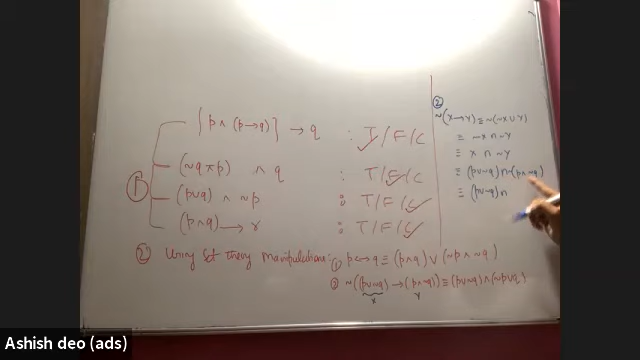 ① {p ∧ (p→q)} → q : T/F/C
(~q ∧ p) ∧ q : T/F/C
(p∨q) ∧ ~p : T/F/C
(p∧q) → r : T/F/C
② Using Set theory Manipulations: ① p ↔ q ≡ (p∧q) ∨ (~p ∧ ~q)
② ~((p∨~q) → (p∧~q)) ≡ (p∨~q) ∧ (~p∨q)
x y
②
~(x→y) ≡ ~(~x∪y)
≡ ~~x ∩ ~y
≡ x ∩ ~y
≡ (p∪~q) ∩ ~(p∧~q)
≡ (p∪~q) ∩
Ashish deo (ads)